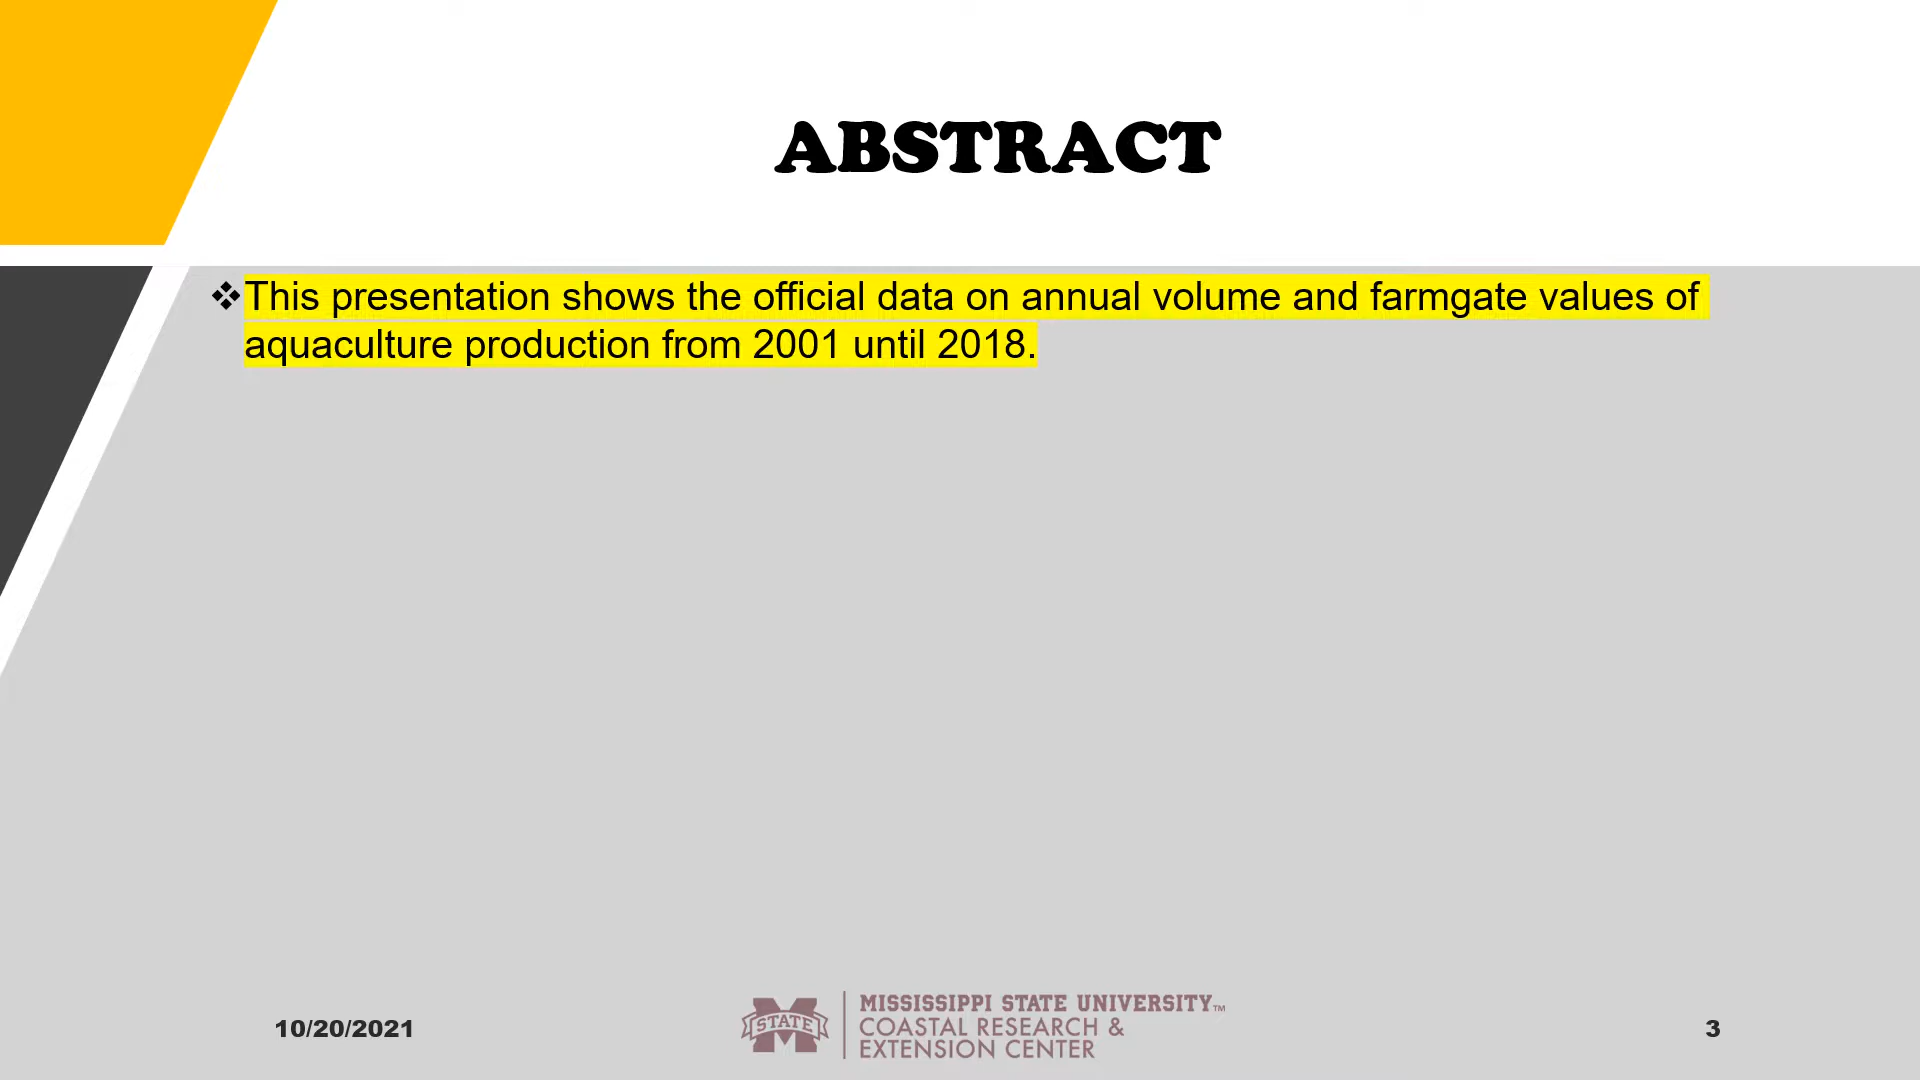 ABSTRACT
❖This presentation shows the official data on annual volume and farmgate values of
aquaculture production from 2001 until 2018.
10/20/2021
STATE
MISSISSIPPI STATE UNIVERSITY™
COASTAL RESEARCH &
EXTENSION CENTER
3